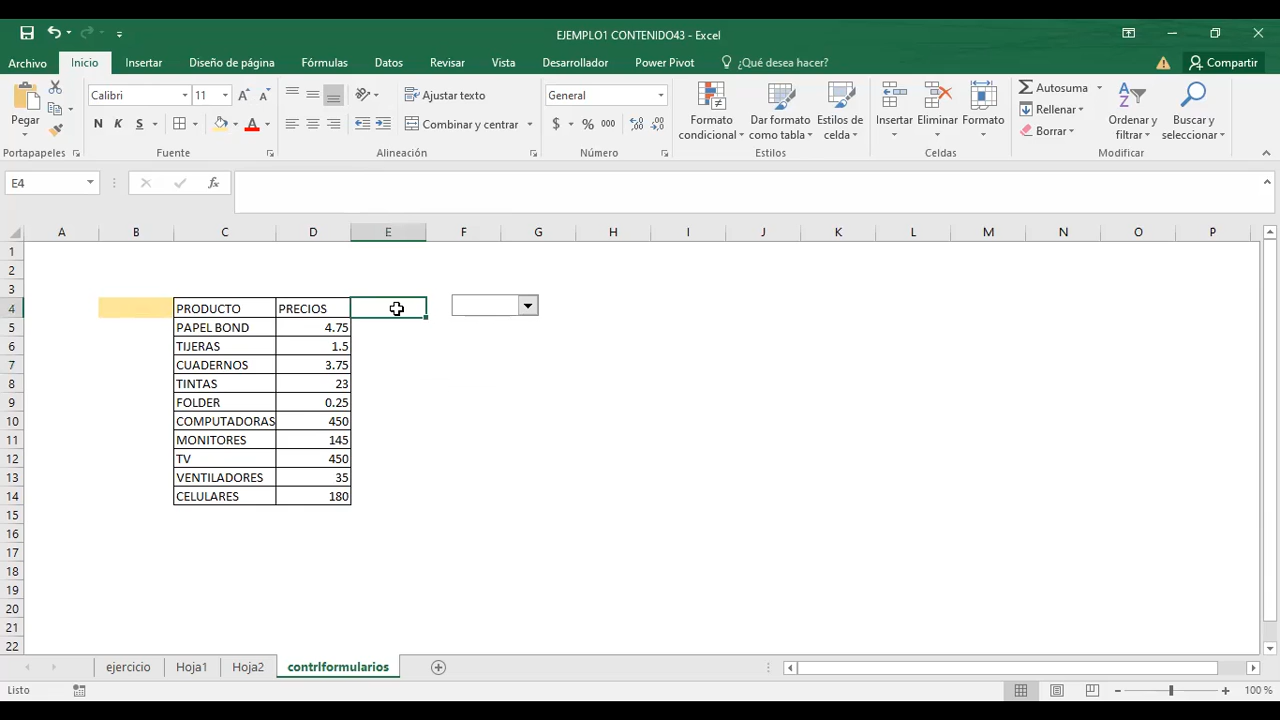 EJEMPLO1 CONTENIDO43 - Excel
Archivo Inicio Insertar Diseño de página Fórmulas Datos Revisar Vista Desarrollador Power Pivot ¿Qué desea hacer? Compartir
Pegar
Portapapeles
Calibri 11
N K S
Fuente
Ajustar texto
Combinar y centrar
Alineación
General
$ % 000
Número
Formato condicional
Dar formato como tabla
Estilos de celda
Estilos
Insertar Eliminar Formato
Celdas
Autosuma
Rellenar
Borrar
Ordenar y filtrar
Buscar y seleccionar
Modificar
E4 fx
A B C D E F G H I J K L M N O P
1
2
3
4 PRODUCTO PRECIOS
5 PAPEL BOND 4.75
6 TIJERAS 1.5
7 CUADERNOS 3.75
8 TINTAS 23
9 FOLDER 0.25
10 COMPUTADORAS 450
11 MONITORES 145
12 TV 450
13 VENTILADORES 35
14 CELULARES 180
15
16
17
18
19
20
21
22
ejercicio Hoja1 Hoja2 contrlformularios
Listo 100 %